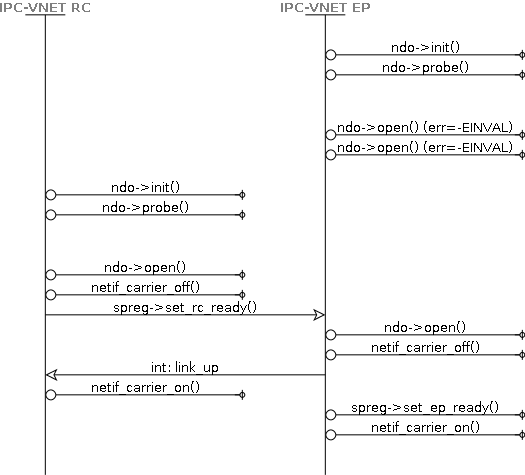 IPC-VNET RC
IPC-VNET EP
ndo->init()
ndo->probe()
ndo->open() (err=-EINVAL)
ndo->open() (err=-EINVAL)
ndo->init()
ndo->probe()
ndo->open()
netif_carrier_off()
spreg->set_rc_ready()
ndo->open()
netif_carrier_off()
int: link_up
netif_carrier_on()
spreg->set_ep_ready()
netif_carrier_on()